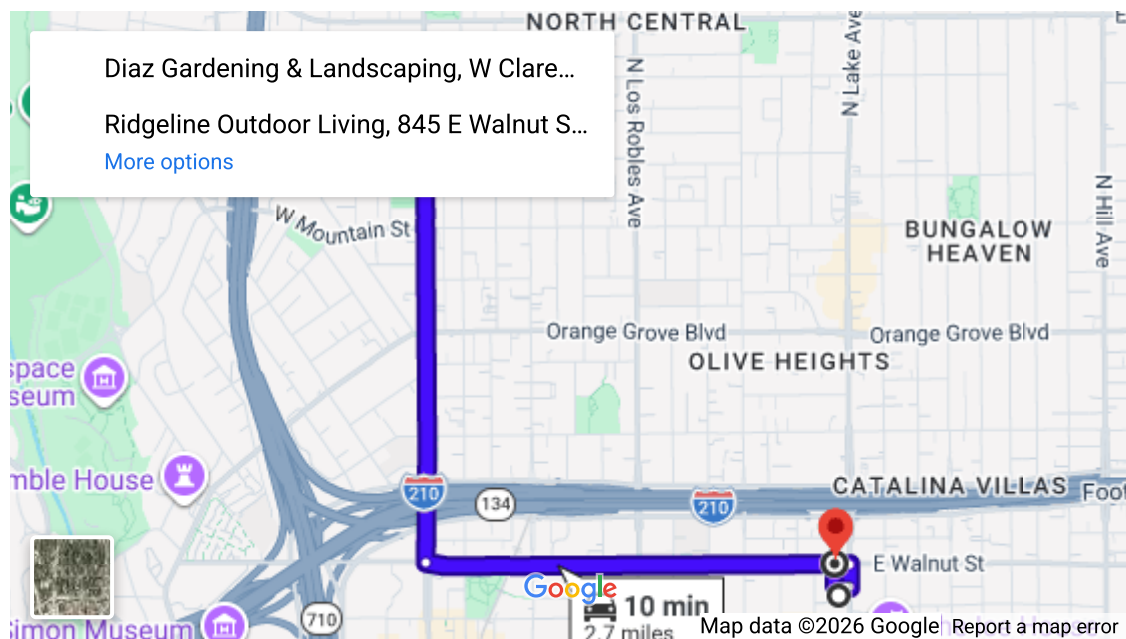 NORTH CENTRAL
Diaz Gardening & Landscaping, W Clare...
Ridgeline Outdoor Living, 845 E Walnut S...
More options
N Lake Ave
N Los Robles Ave
N Hill Ave
W Mountain St
BUNGALOW
HEAVEN
Orange Grove Blvd
Orange Grove Blvd
OLIVE HEIGHTS
space
seum
mble House
210
134
210
CATALINA VILLAS
Foot
E Walnut St
Google
10 min
2.7 miles
710
Simon Museum
Map data ©2026 Google
Report a map error